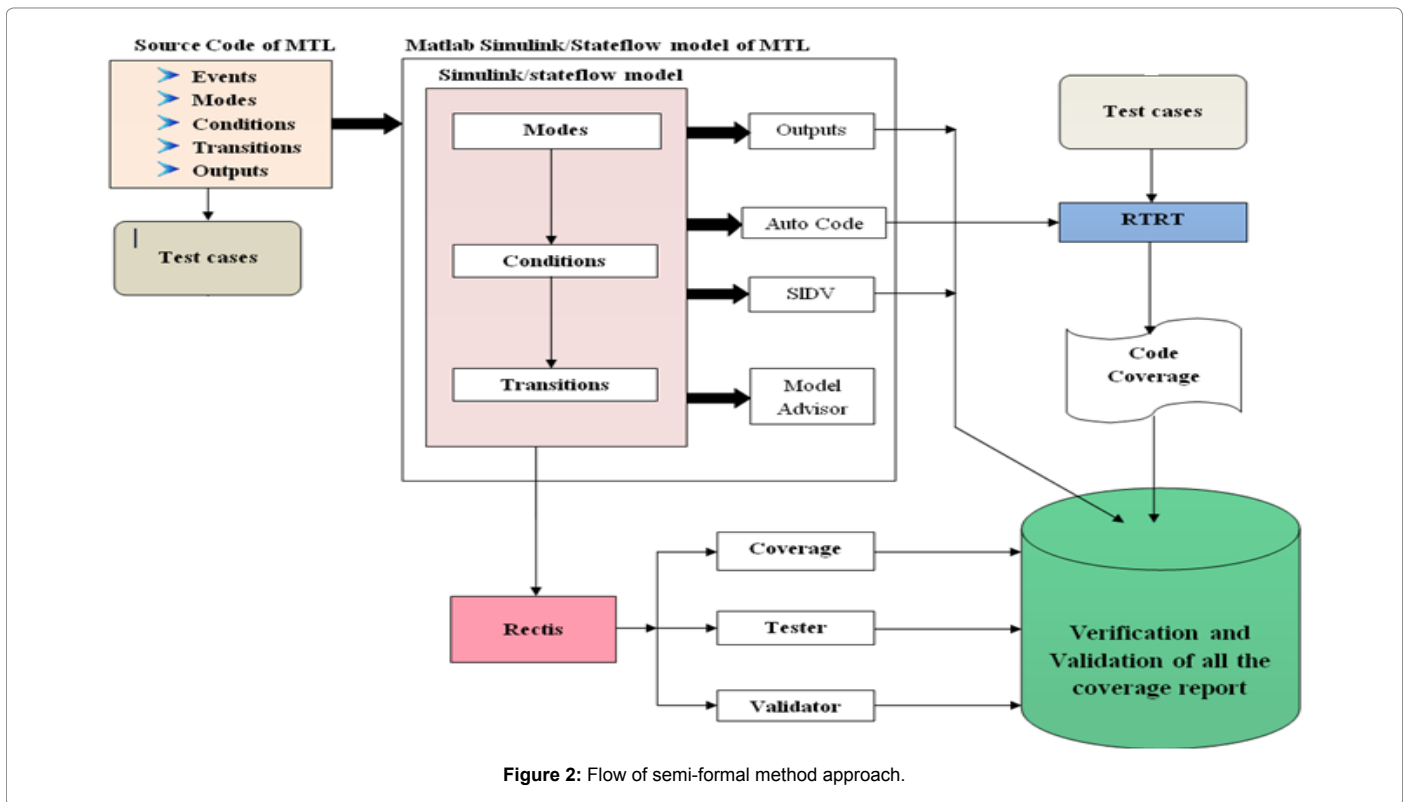 Source Code of MTL
Events
Modes
Conditions
Transitions
Outputs
Test cases
Matlab Simulink/Stateflow model of MTL
Simulink/stateflow model
Modes
Conditions
Transitions
Outputs
Auto Code
SIDV
Model
Advisor
Test cases
RTRT
Code
Coverage
Rectis
Coverage
Tester
Validator
Verification and
Validation of all the
coverage report
Figure 2: Flow of semi-formal method approach.